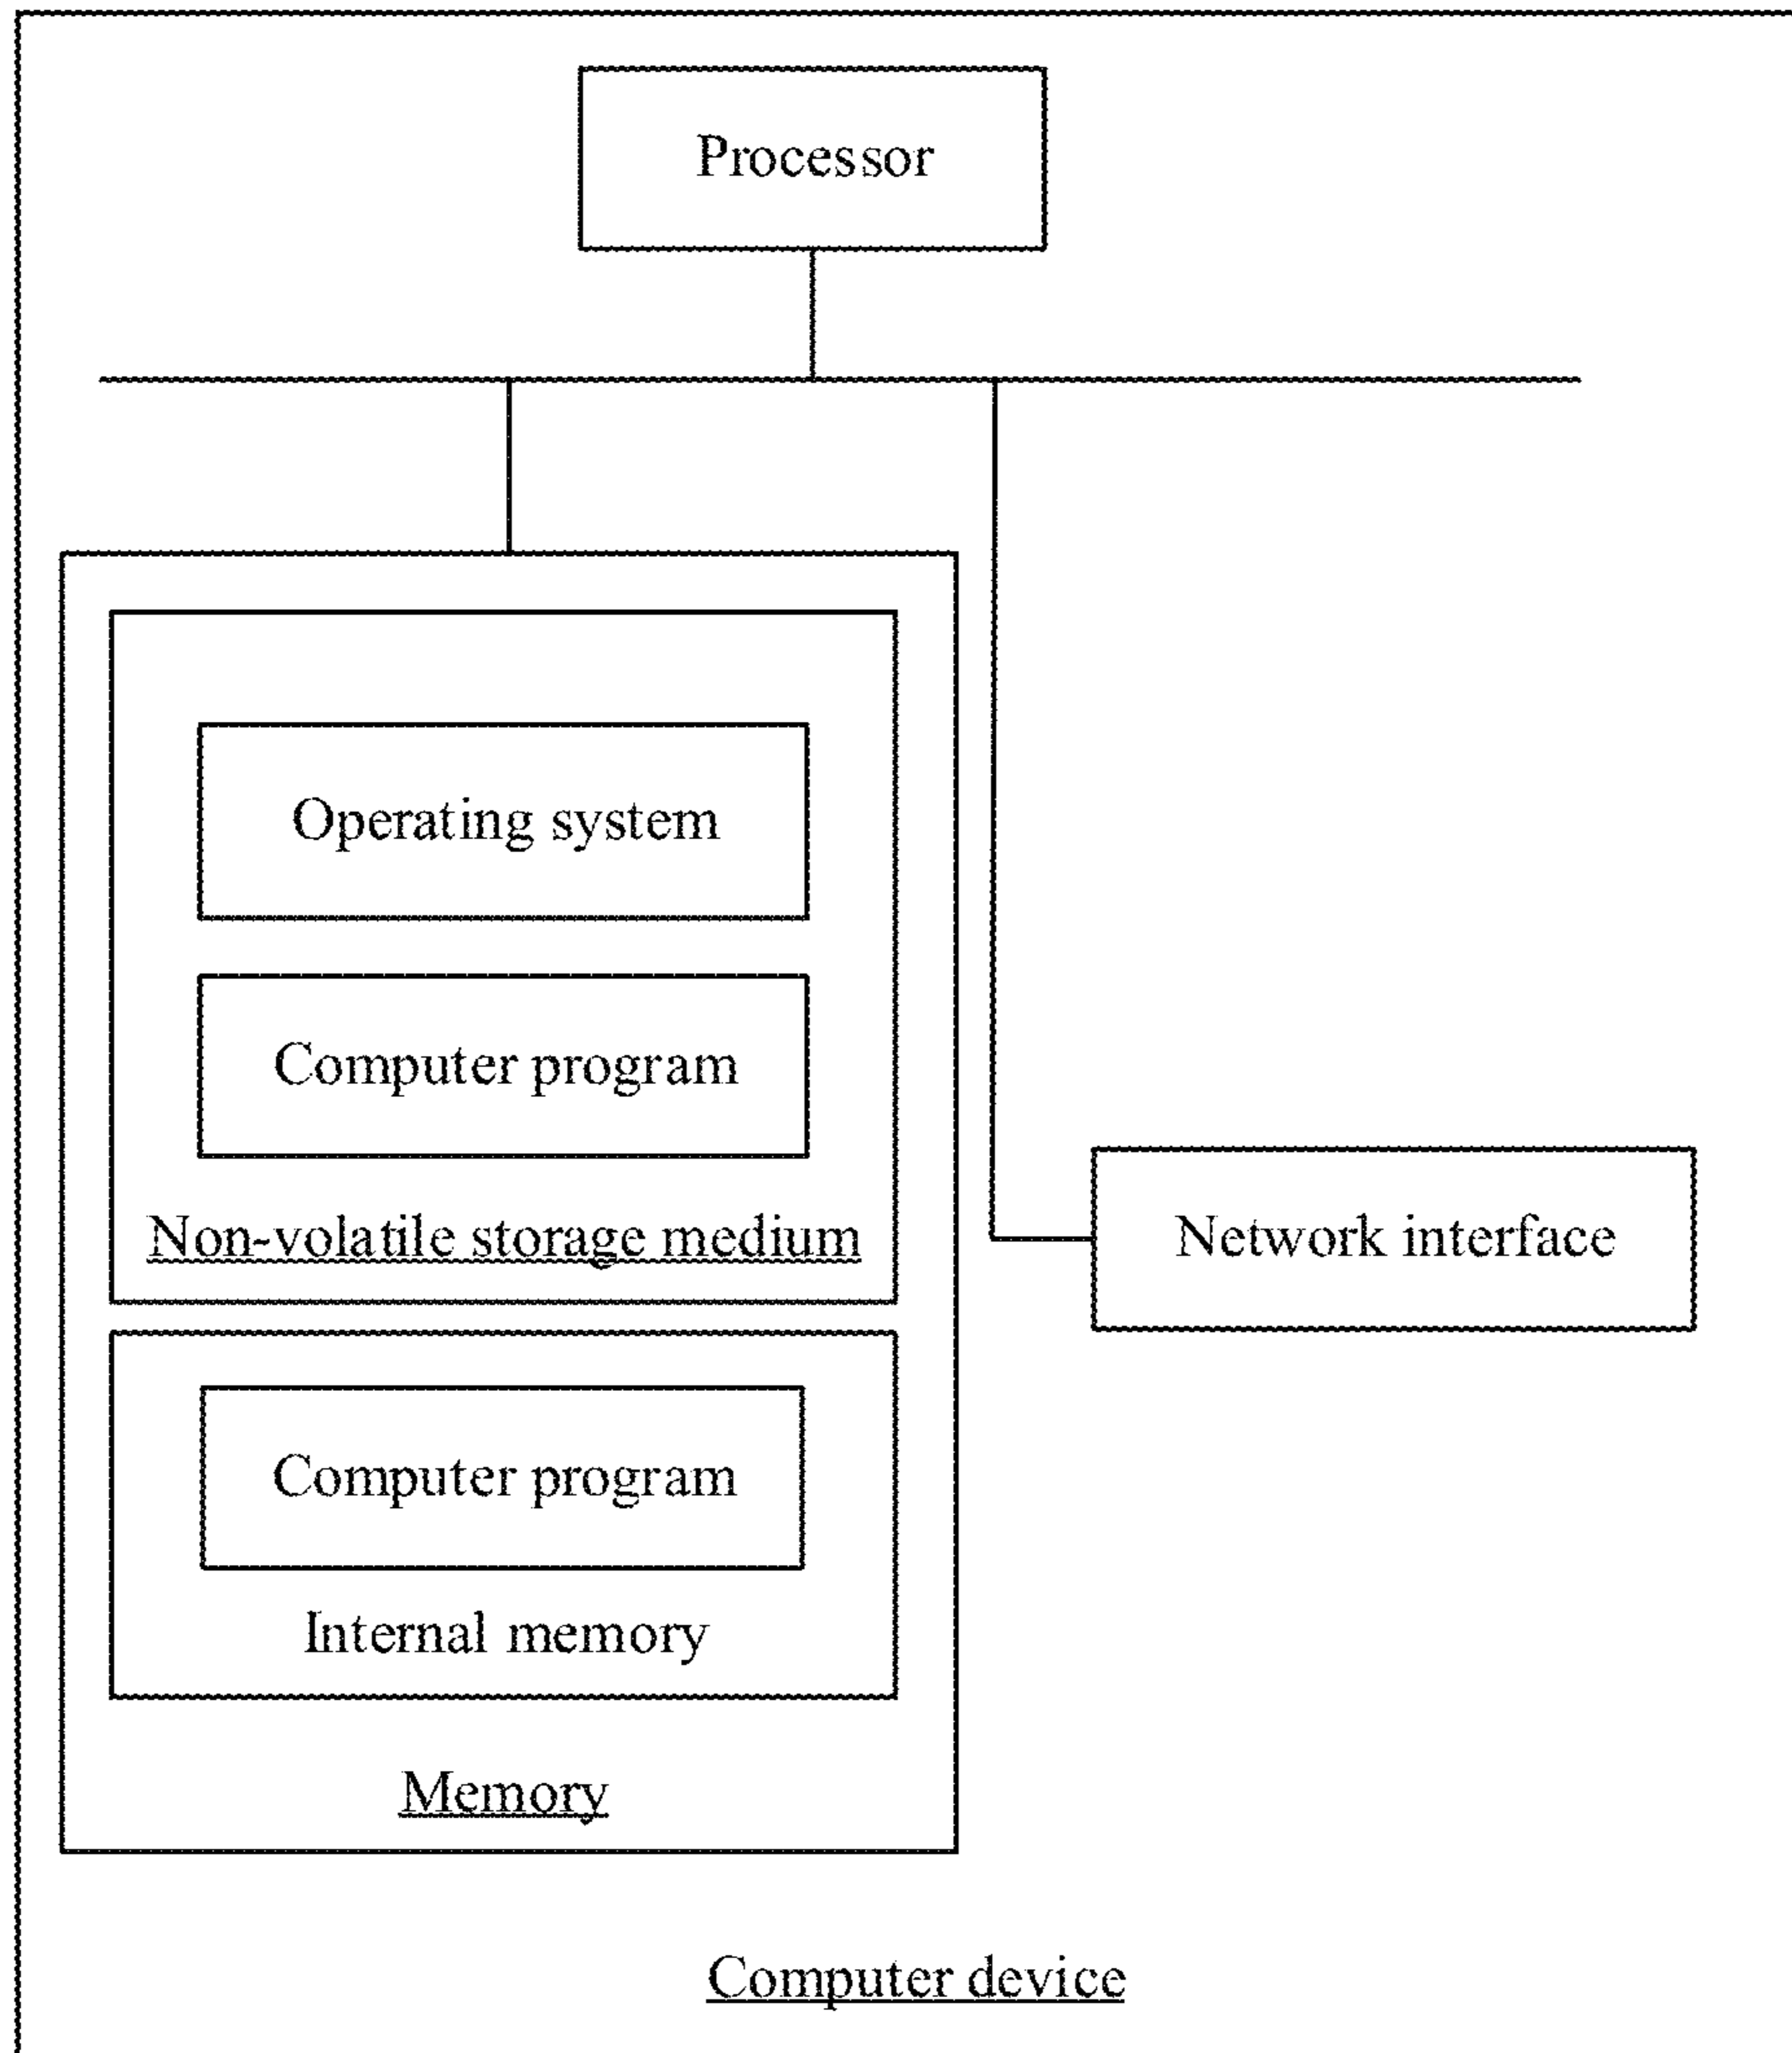 Processor
Operating system
Computer program
Non-volatile storage medium
Network interface
Computer program
Internal memory
Memory
Computer device